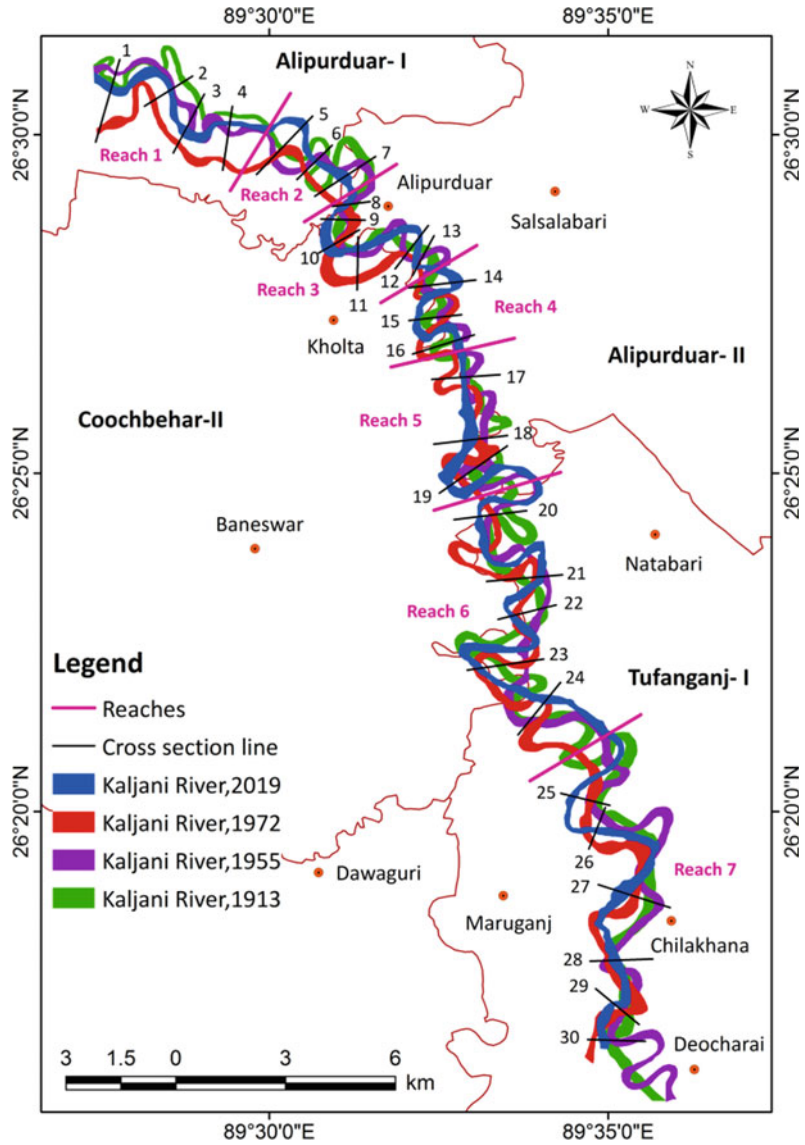 89°30'0"E 89°35'0"E
Alipurduar- I
N
W E
S
1
2
3
4
5
6
7
26°30'0"N 26°30'0"N
Reach 1
Reach 2
Alipurduar
8
9
Salsalabari
10
13
Reach 3
11
12
14
Kholta
15
Reach 4
16
Alipurduar- II
17
Coochbehar-II
Reach 5
18
26°25'0"N 26°25'0"N
19
20
Baneswar
Natabari
21
Reach 6
22
23
Legend
24
Tufanganj- I
Reaches
Cross section line
Kaljani River,2019
25
26°20'0"N 26°20'0"N
Kaljani River,1972
26
Kaljani River,1955
Dawaguri
Reach 7
Kaljani River,1913
27
Maruganj
Chilakhana
28
29
30
Deocharai
3 1.5 0 3 6
km
89°30'0"E 89°35'0"E